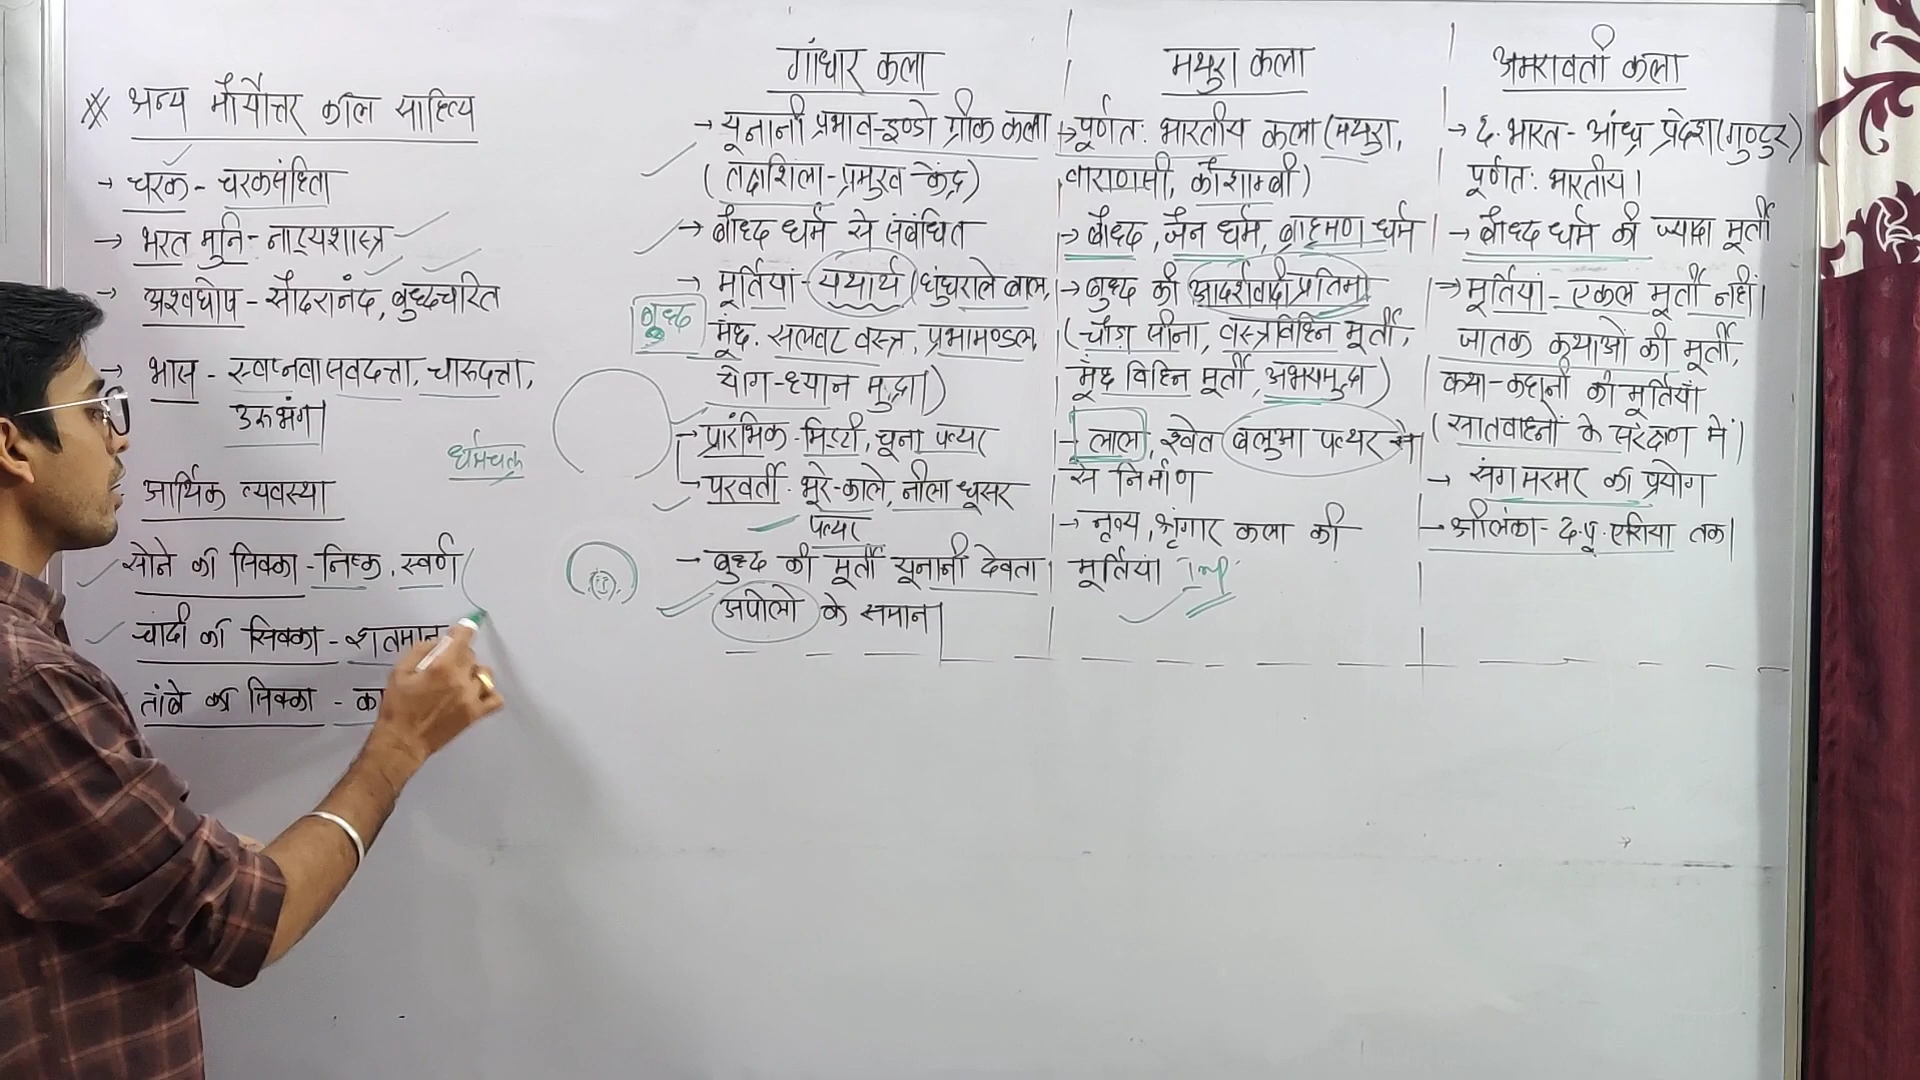 ※ अन्य मौर्योत्तर कालि साहित्य
→ चरक - चरकसंहिता
→ भरत मुनि - नाट्यशास्त्र
→ अश्वघोष - सौदरानंद, बुध्दचरित
→ भास - स्वप्नवासवदत्ता, चारूदत्ता,
उरूभंग।
धर्मचक्र
आर्थिक व्यवस्था
सोने का सिक्का - निष्क, स्वर्ण
चांदी का सिक्का - शतमान
तांबे का सिक्का - का
गांधार कला
→ यूनानी प्रभाव - इण्डो ग्रीक कला
(तक्षशिला - प्रमुख केंद्र)
→ बौध्द धर्म से संबंधित
→ मूर्तियां - यथार्थ (घुंघराले बाल,
बुध्द
मूंछ, सलवट वस्त्र, प्रभामण्डल,
योग-ध्यान मुद्रा)
→ प्रारंभिक - मिट्टी, चूना पत्थर
→ परवर्ती - भूरे-काले, नीला धूसर
पत्थर
→ बुध्द की मूर्ती यूनानी देवता
अपोलो के समान।
मथुरा कला
→ पूर्णत: भारतीय कला (मथुरा,
वाराणसी, कौशाम्बी)
→ बौध्द, जैन धर्म, ब्राह्मण धर्म
→ बुध्द की आदर्शवादी प्रतिमा
(चौड़ा सीना, वस्त्रविहिन मूर्ती,
मूंछ विहिन मूर्ती, अभयमुद्रा)
→ लाल, श्वेत बलुआ पत्थर से
से निर्माण
→ नृत्य, श्रृंगार कला की
मूर्तियां Imp.
अमरावती कला
→ द. भारत - आंध्र प्रदेश (गुण्टुर)
पूर्णत: भारतीय।
→ बौध्द धर्म की ज्यादा मूर्ती
→ मूर्तियां - एकल मूर्ती नहीं।
जातक कथाओं की मूर्ती,
कथा-कहानी की मूर्तियां
(सातवाहनों के संरक्षण में)
→ संगमरमर का प्रयोग
→ श्रीलंका - द.पू. एशिया तक।